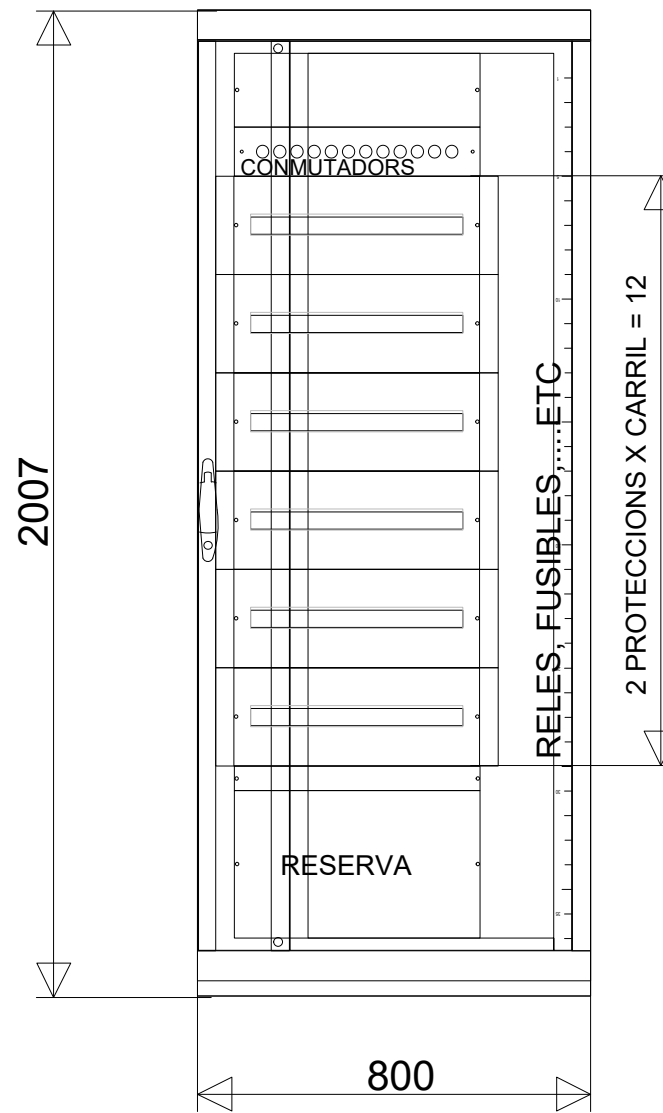 CONMUTADORS
2007
RELES, FUSIBLES,....ETC
2 PROTECCIONS X CARRIL = 12
RESERVA
800